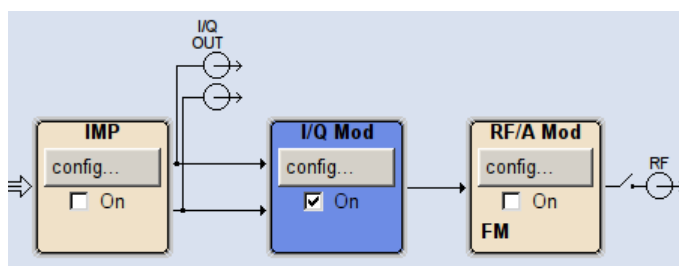 I/Q
OUT
IMP
config...
On
I/Q Mod
config...
On
RF/A Mod
config...
On
FM
RF